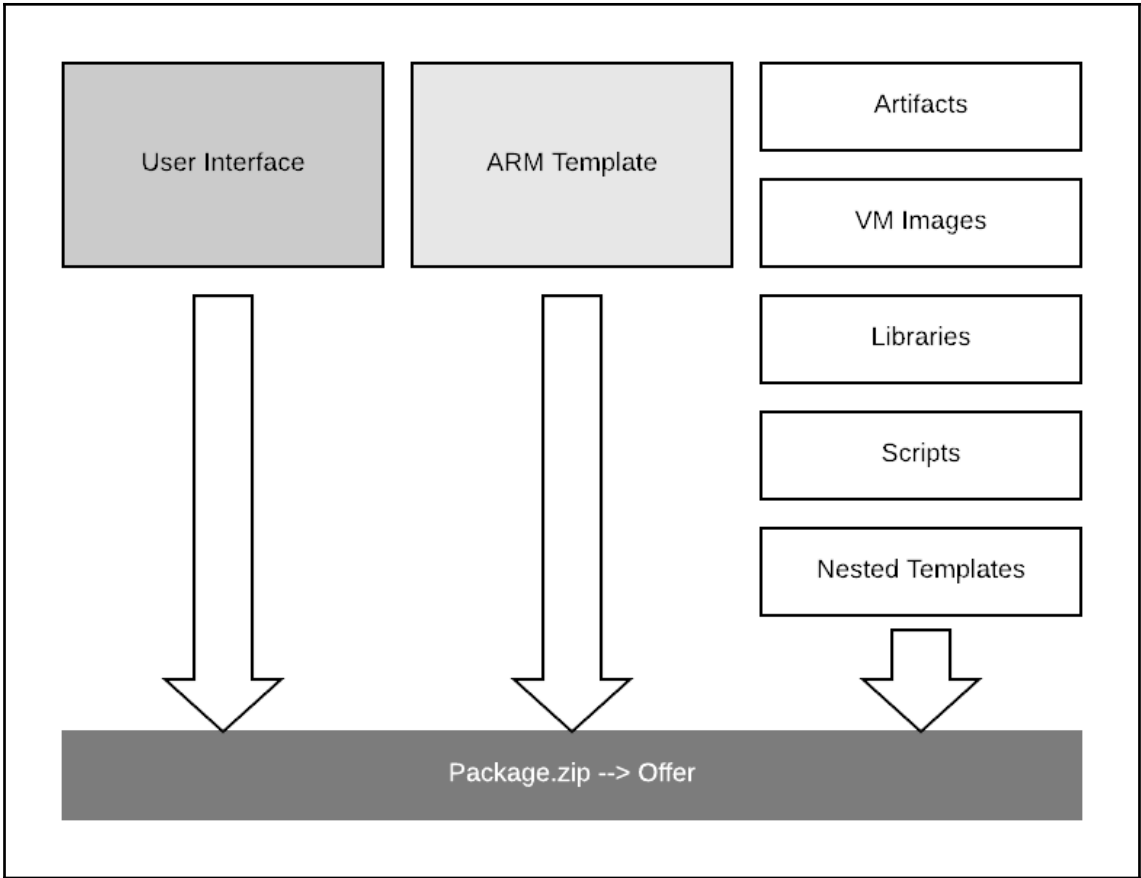 User Interface
ARM Template
Artifacts
VM Images
Libraries
Scripts
Nested Templates
Package.zip --> Offer